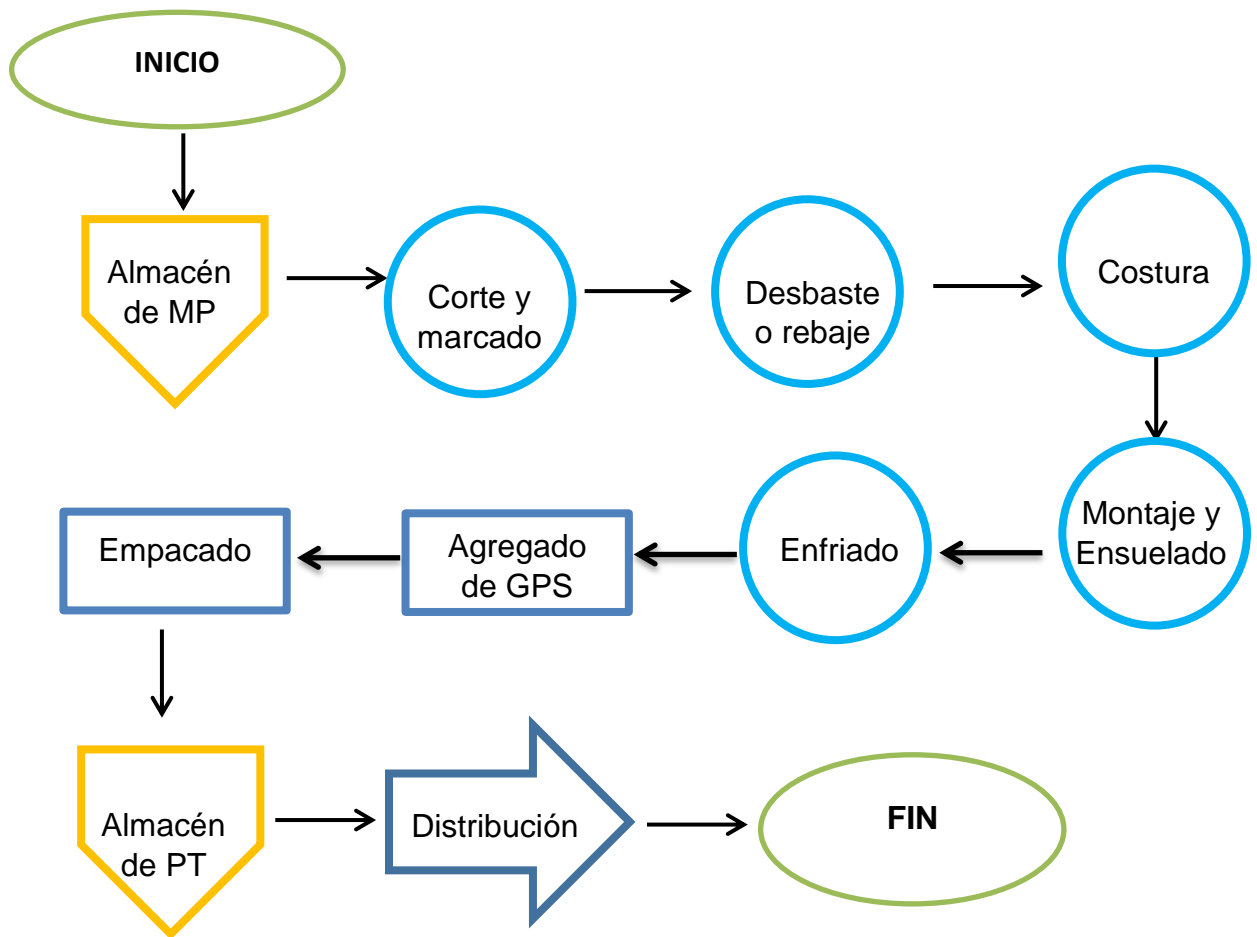 INICIO
Almacén
de MP
Corte y
marcado
Desbaste
o rebaje
Costura
Montaje y
Ensuelado
Enfriado
Agregado
de GPS
Empacado
Almacén
de PT
Distribución
FIN